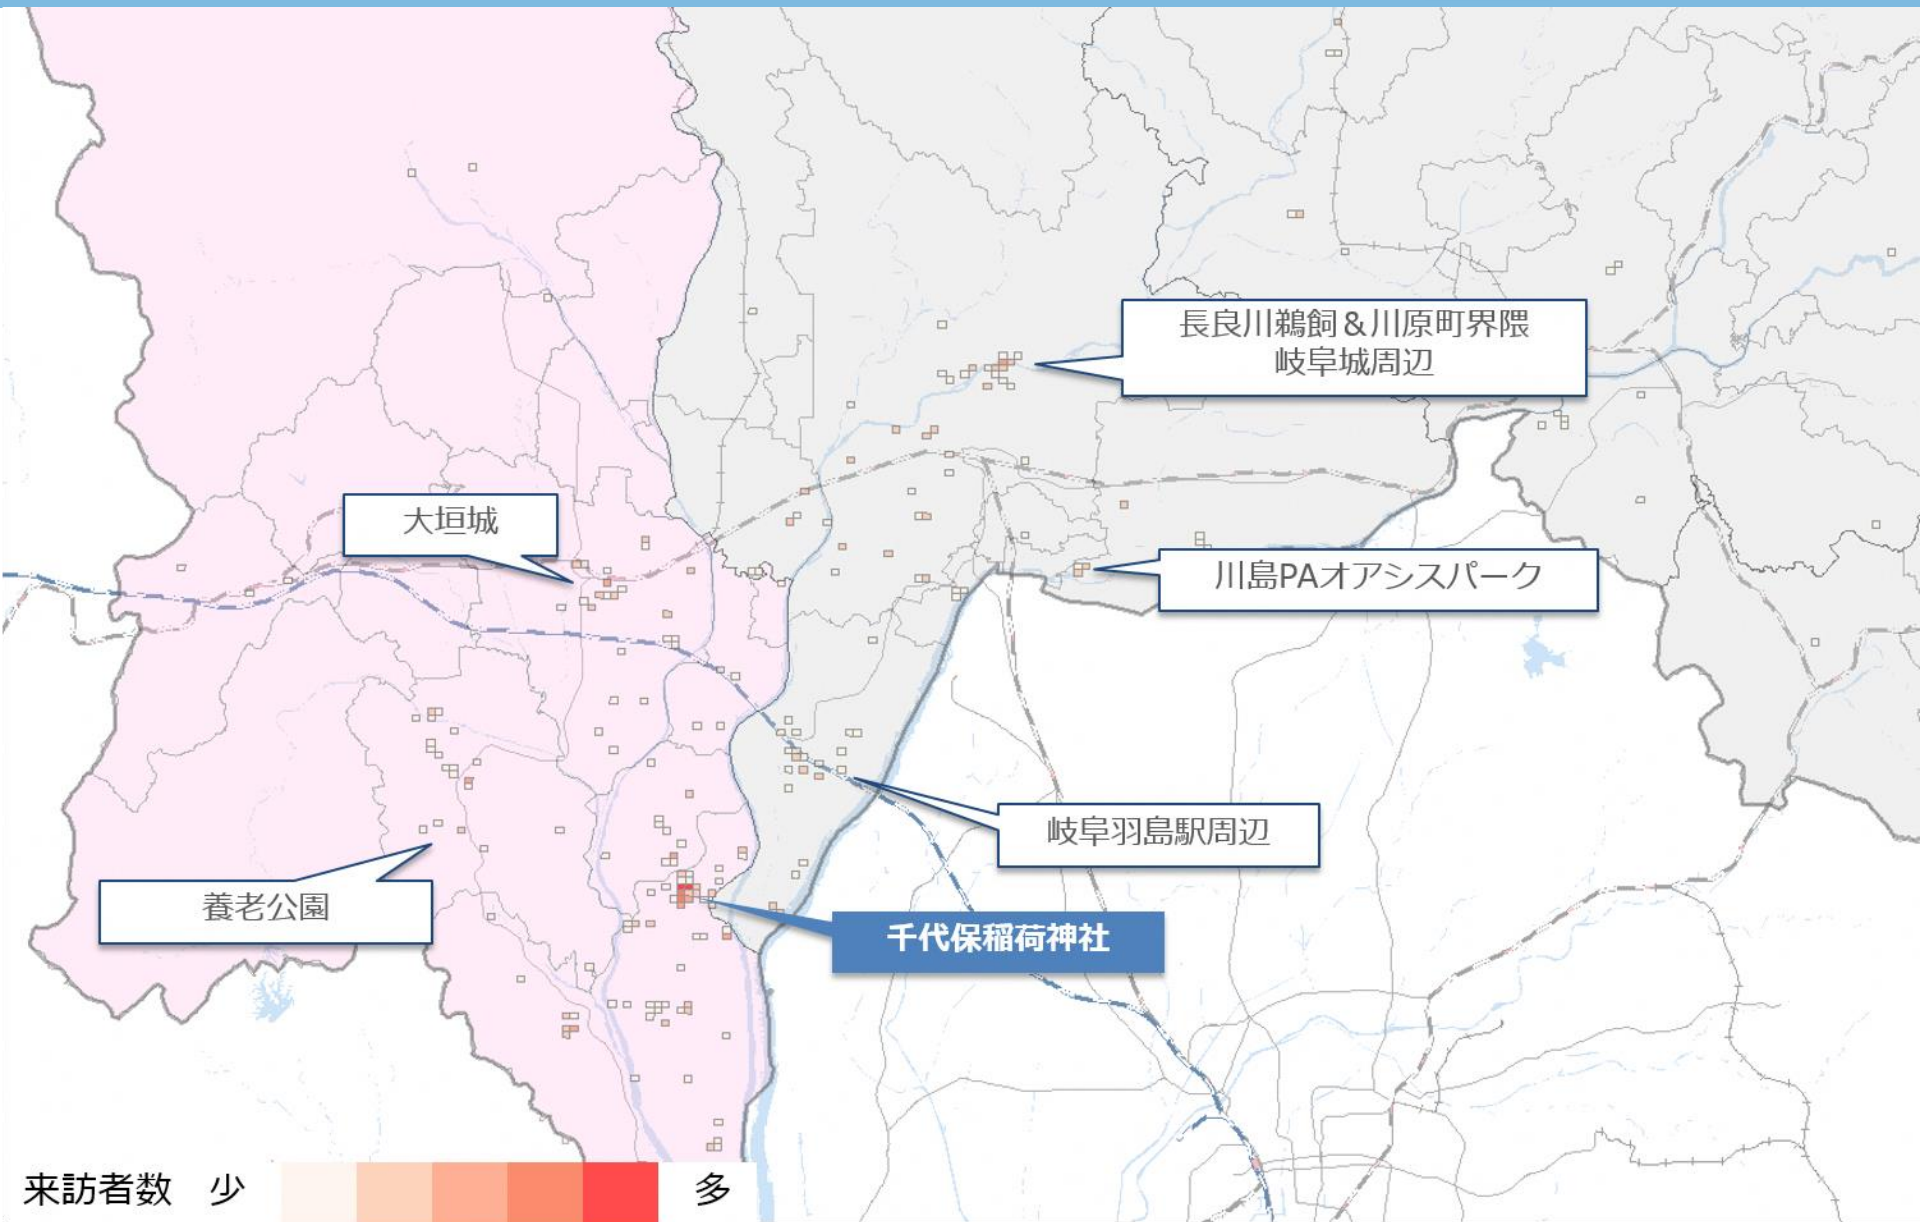 長良川鵜飼＆川原町界隈
岐阜城周辺
大垣城
川島PAオアシスパーク
岐阜羽島駅周辺
養老公園
千代保稲荷神社
来訪者数 少 多